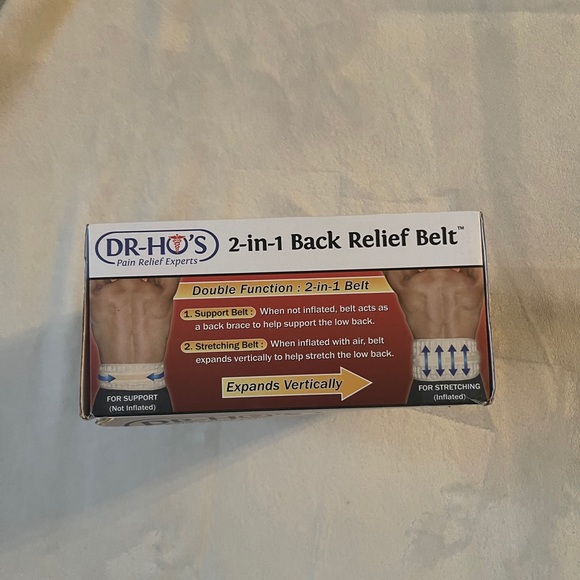 DR-HO'S
Pain Relief Experts
2-in-1 Back Relief Belt™
Double Function : 2-in-1 Belt
1. Support Belt : When not inflated, belt acts as
a back brace to help support the low back.
2. Stretching Belt : When inflated with air, belt
expands vertically to help stretch the low back.
Expands Vertically
FOR SUPPORT
(Not Inflated)
FOR STRETCHING
(Inflated)
DR-HO'S